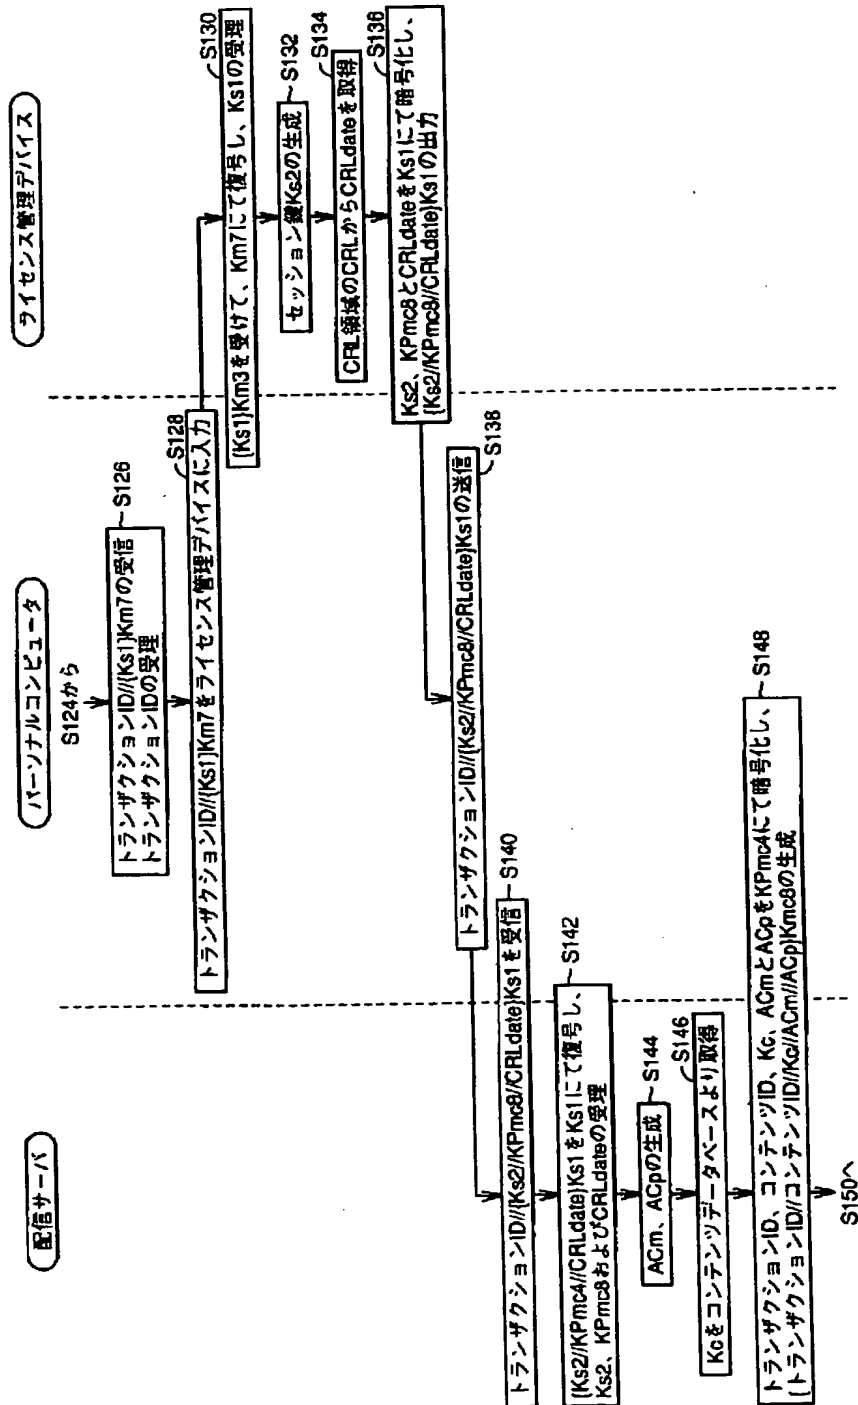 配信サーバ
パーソナルコンピュータ
ライセンス管理デバイス
S124から
トランザクションID//{Ks1}Km7の受信
トランザクションIDの受理
S126
トランザクションID//{Ks1}Km7をライセンス管理デバイスに入力
S128
{Ks1}Km3を受けて、Km7にて復号し、Ks1の受理
S130
セッション鍵Ks2の生成
S132
CRL領域のCRLからCRLdateを取得
S134
Ks2、KPmc8とCRLdateをKs1にて暗号化し、
{Ks2//KPmc8//CRLdate}Ks1の出力
S136
トランザクションID//{Ks2//KPmc8//CRLdate}Ks1の送信
S138
トランザクションID//{Ks2//KPmc8//CRLdate}Ks1を受信
S140
{Ks2//KPmc4//CRLdate}Ks1をKs1にて復号し、
Ks2、KPmc8およびCRLdateの受理
S142
ACm、ACpの生成
S144
Kcをコンテンツデータベースより取得
S146
トランザクションID、コンテンツID、Kc、ACmとACpをKPmc4にて暗号化し、
{トランザクションID//コンテンツID//Kc//ACm//ACp}Kmc8の生成
S148
S150へ